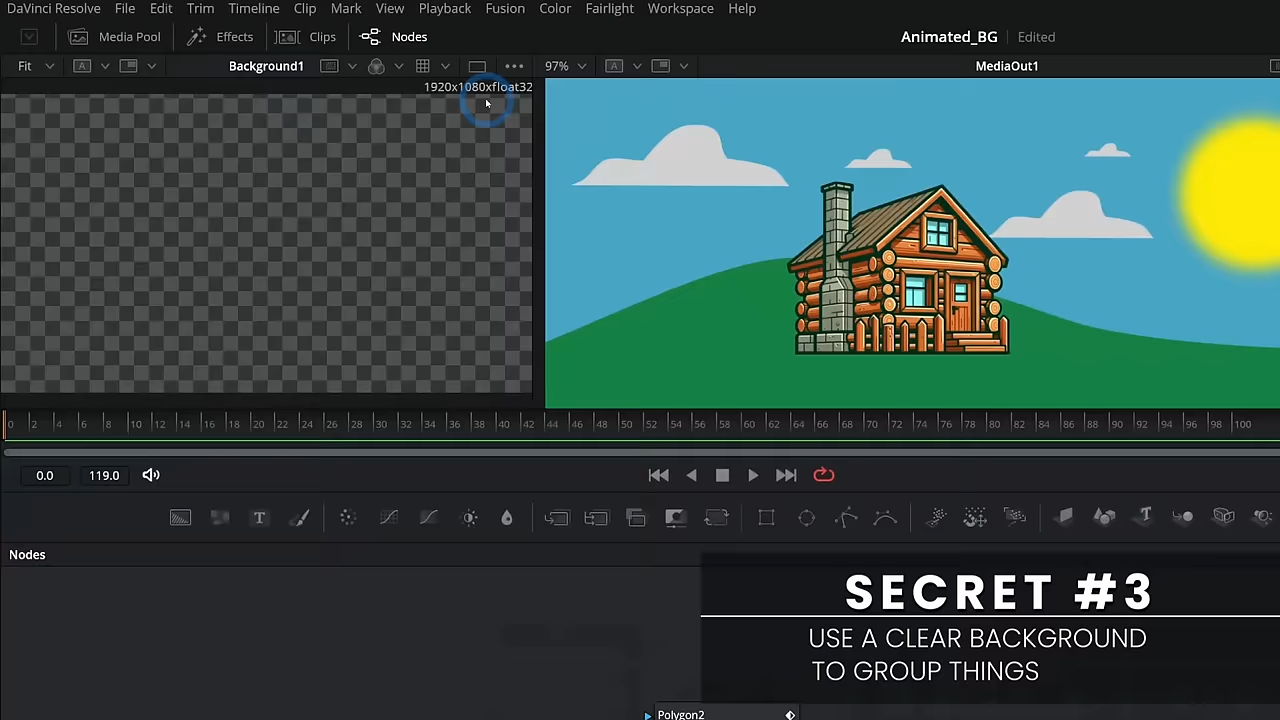 DaVinci Resolve File Edit Trim Timeline Clip Mark View Playback Fusion Color Fairlight Workspace Help
Media Pool Effects Clips Nodes Animated_BG Edited
Fit A Background1 97% A MediaOut1
1920x1080xfloat32
0 2 4 6 8 10 12 14 16 18 20 22 24 26 28 30 32 34 36 38 40 42 44 46 48 50 52 54 56 58 60 62 64 66 68 70 72 74 76 78 80 82 84 86 88 90 92 94 96 98 100
0.0 119.0
T T
Nodes
SECRET #3
USE A CLEAR BACKGROUND
TO GROUP THINGS
Polygon2